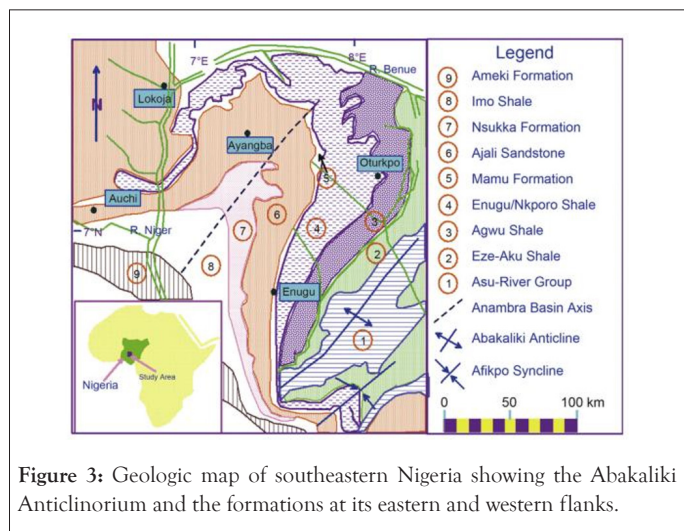 7°E
8°E
R. Benue
Lokoja
N
Ayangba
Oturkpo
5
Auchi
6
4
3
7°N
R. Niger
7
2
8
9
Enugu
1
Nigeria
Study Area
Legend
9 Ameki Formation
8 Imo Shale
7 Nsukka Formation
6 Ajali Sandstone
5 Mamu Formation
4 Enugu/Nkporo Shale
3 Agwu Shale
2 Eze-Aku Shale
1 Asu-River Group
Anambra Basin Axis
Abakaliki Anticline
Afikpo Syncline
0 50 100 km
Figure 3: Geologic map of southeastern Nigeria showing the Abakaliki
Anticlinorium and the formations at its eastern and western flanks.